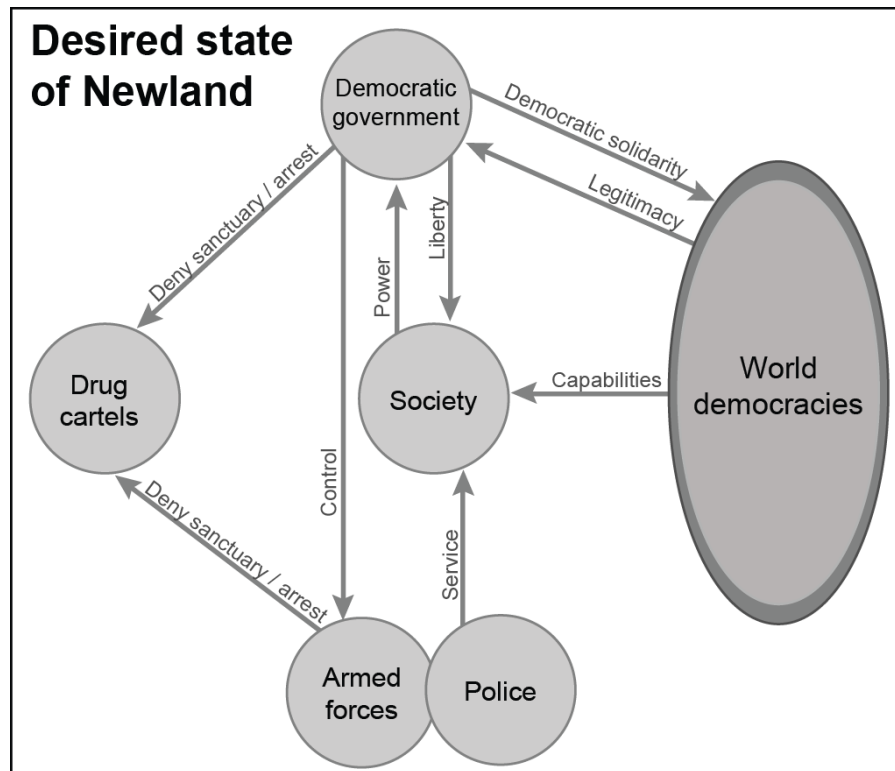 Desired state
of Newland
Democratic
government
Democratic solidarity
Legitimacy
Deny sanctuary / arrest
Power
Liberty
Drug
cartels
Society
Capabilities
World
democracies
Control
Deny sanctuary / arrest
Service
Armed
forces
Police